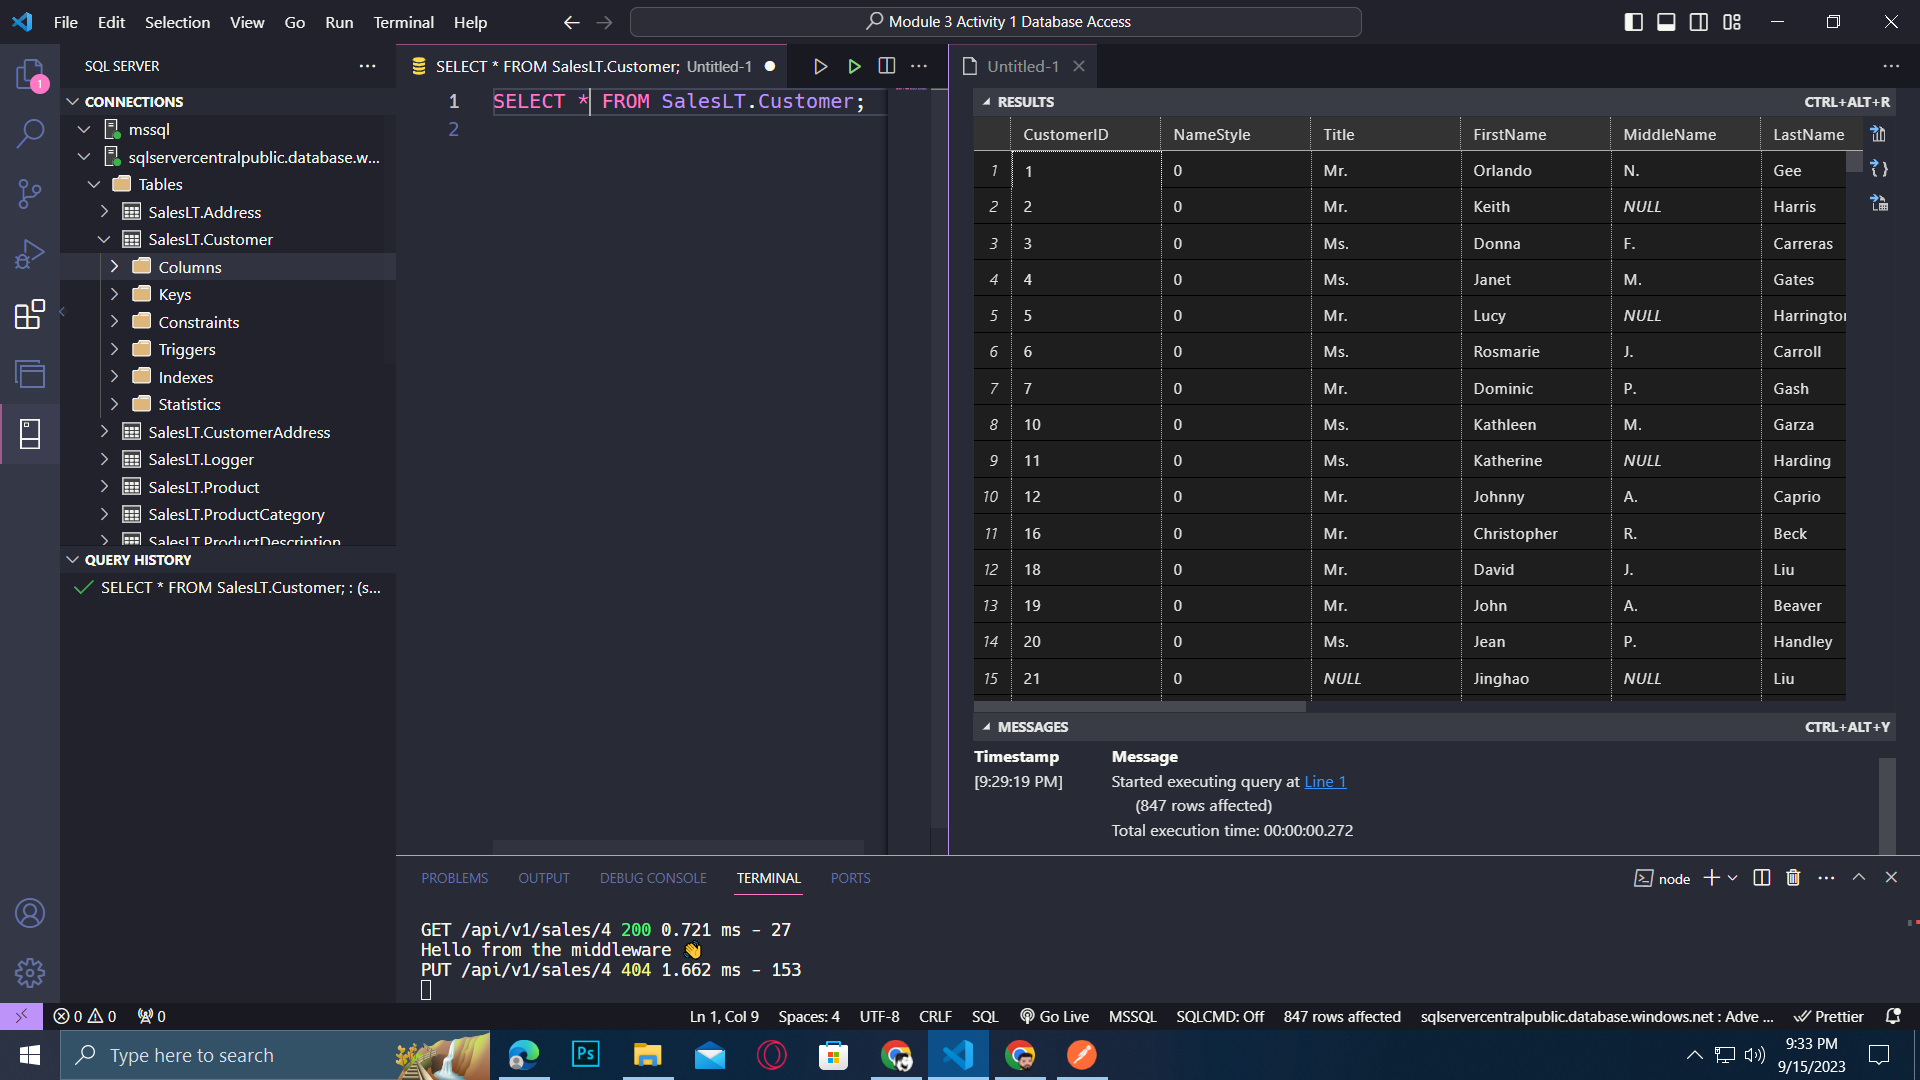 File Edit Selection View Go Run Terminal Help
Module 3 Activity 1 Database Access
1
SQL SERVER
CONNECTIONS
mssql
sqlservercentralpublic.database.w...
Tables
SalesLT.Address
SalesLT.Customer
Columns
Keys
Constraints
Triggers
Indexes
Statistics
SalesLT.CustomerAddress
SalesLT.Logger
SalesLT.Product
SalesLT.ProductCategory
SalesLT.ProductDescription
QUERY HISTORY
SELECT * FROM SalesLT.Customer; : (s...
SELECT * FROM SalesLT.Customer; Untitled-1
1 SELECT * FROM SalesLT.Customer;
2
Untitled-1
RESULTS CTRL+ALT+R
CustomerID NameStyle Title FirstName MiddleName LastName
1 1 0 Mr. Orlando N. Gee
2 2 0 Mr. Keith NULL Harris
3 3 0 Ms. Donna F. Carreras
4 4 0 Ms. Janet M. Gates
5 5 0 Mr. Lucy NULL Harrington
6 6 0 Ms. Rosmarie J. Carroll
7 7 0 Mr. Dominic P. Gash
8 10 0 Ms. Kathleen M. Garza
9 11 0 Ms. Katherine NULL Harding
10 12 0 Mr. Johnny A. Caprio
11 16 0 Mr. Christopher R. Beck
12 18 0 Mr. David J. Liu
13 19 0 Mr. John A. Beaver
14 20 0 Ms. Jean P. Handley
15 21 0 NULL Jinghao NULL Liu
MESSAGES CTRL+ALT+Y
Timestamp Message
[9:29:19 PM] Started executing query at Line 1
(847 rows affected)
Total execution time: 00:00:00.272
PROBLEMS OUTPUT DEBUG CONSOLE TERMINAL PORTS
node
GET /api/v1/sales/4 200 0.721 ms - 27
Hello from the middleware 👋
PUT /api/v1/sales/4 404 1.662 ms - 153
0 0 0
Ln 1, Col 9 Spaces: 4 UTF-8 CRLF SQL Go Live MSSQL SQLCMD: Off 847 rows affected sqlservercentralpublic.database.windows.net : Adve ... Prettier
Type here to search
Ps
9:33 PM
9/15/2023